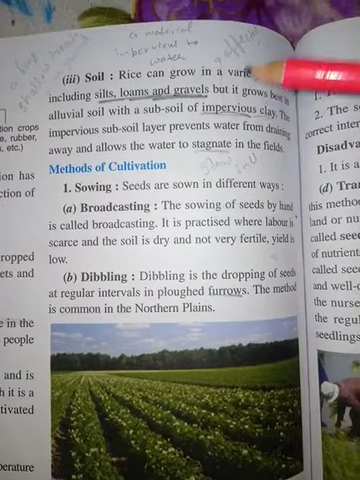 a material
impervious to
water
(iii) Soil : Rice can grow in a
including silts, loams and gravels but it grows best in
alluvial soil with a sub-soil of impervious clay. The
impervious sub-soil layer prevents water from draining
away and allows the water to stagnate in the fields.
Methods of Cultivation
1. Sowing : Seeds are sown in different ways :
(a) Broadcasting : The sowing of seeds by hand
is called broadcasting. It is practised where labour is
scarce and the soil is dry and not very fertile, yield is
low.
(b) Dibbling : Dibbling is the dropping of seeds
at regular intervals in ploughed furrows. The method
is common in the Northern Plains.
tion crops
e, rubber,
, etc.)
ion has
ction of
ropped
ets and
e in the
people
and is
h it is a
tivated
perature
2. The s
correct inter
Disadva
1. It is a
(d) Tran
this method
land or nu
called seed
of nutrients
called seed
and well-d
the nurse
the regul
seedlings